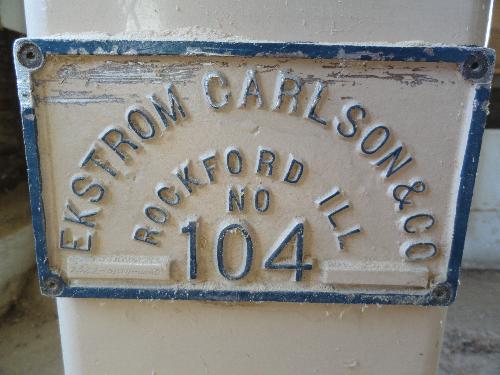 EKSTROM CARLSON & CO
ROCKFORD ILL
NO
104